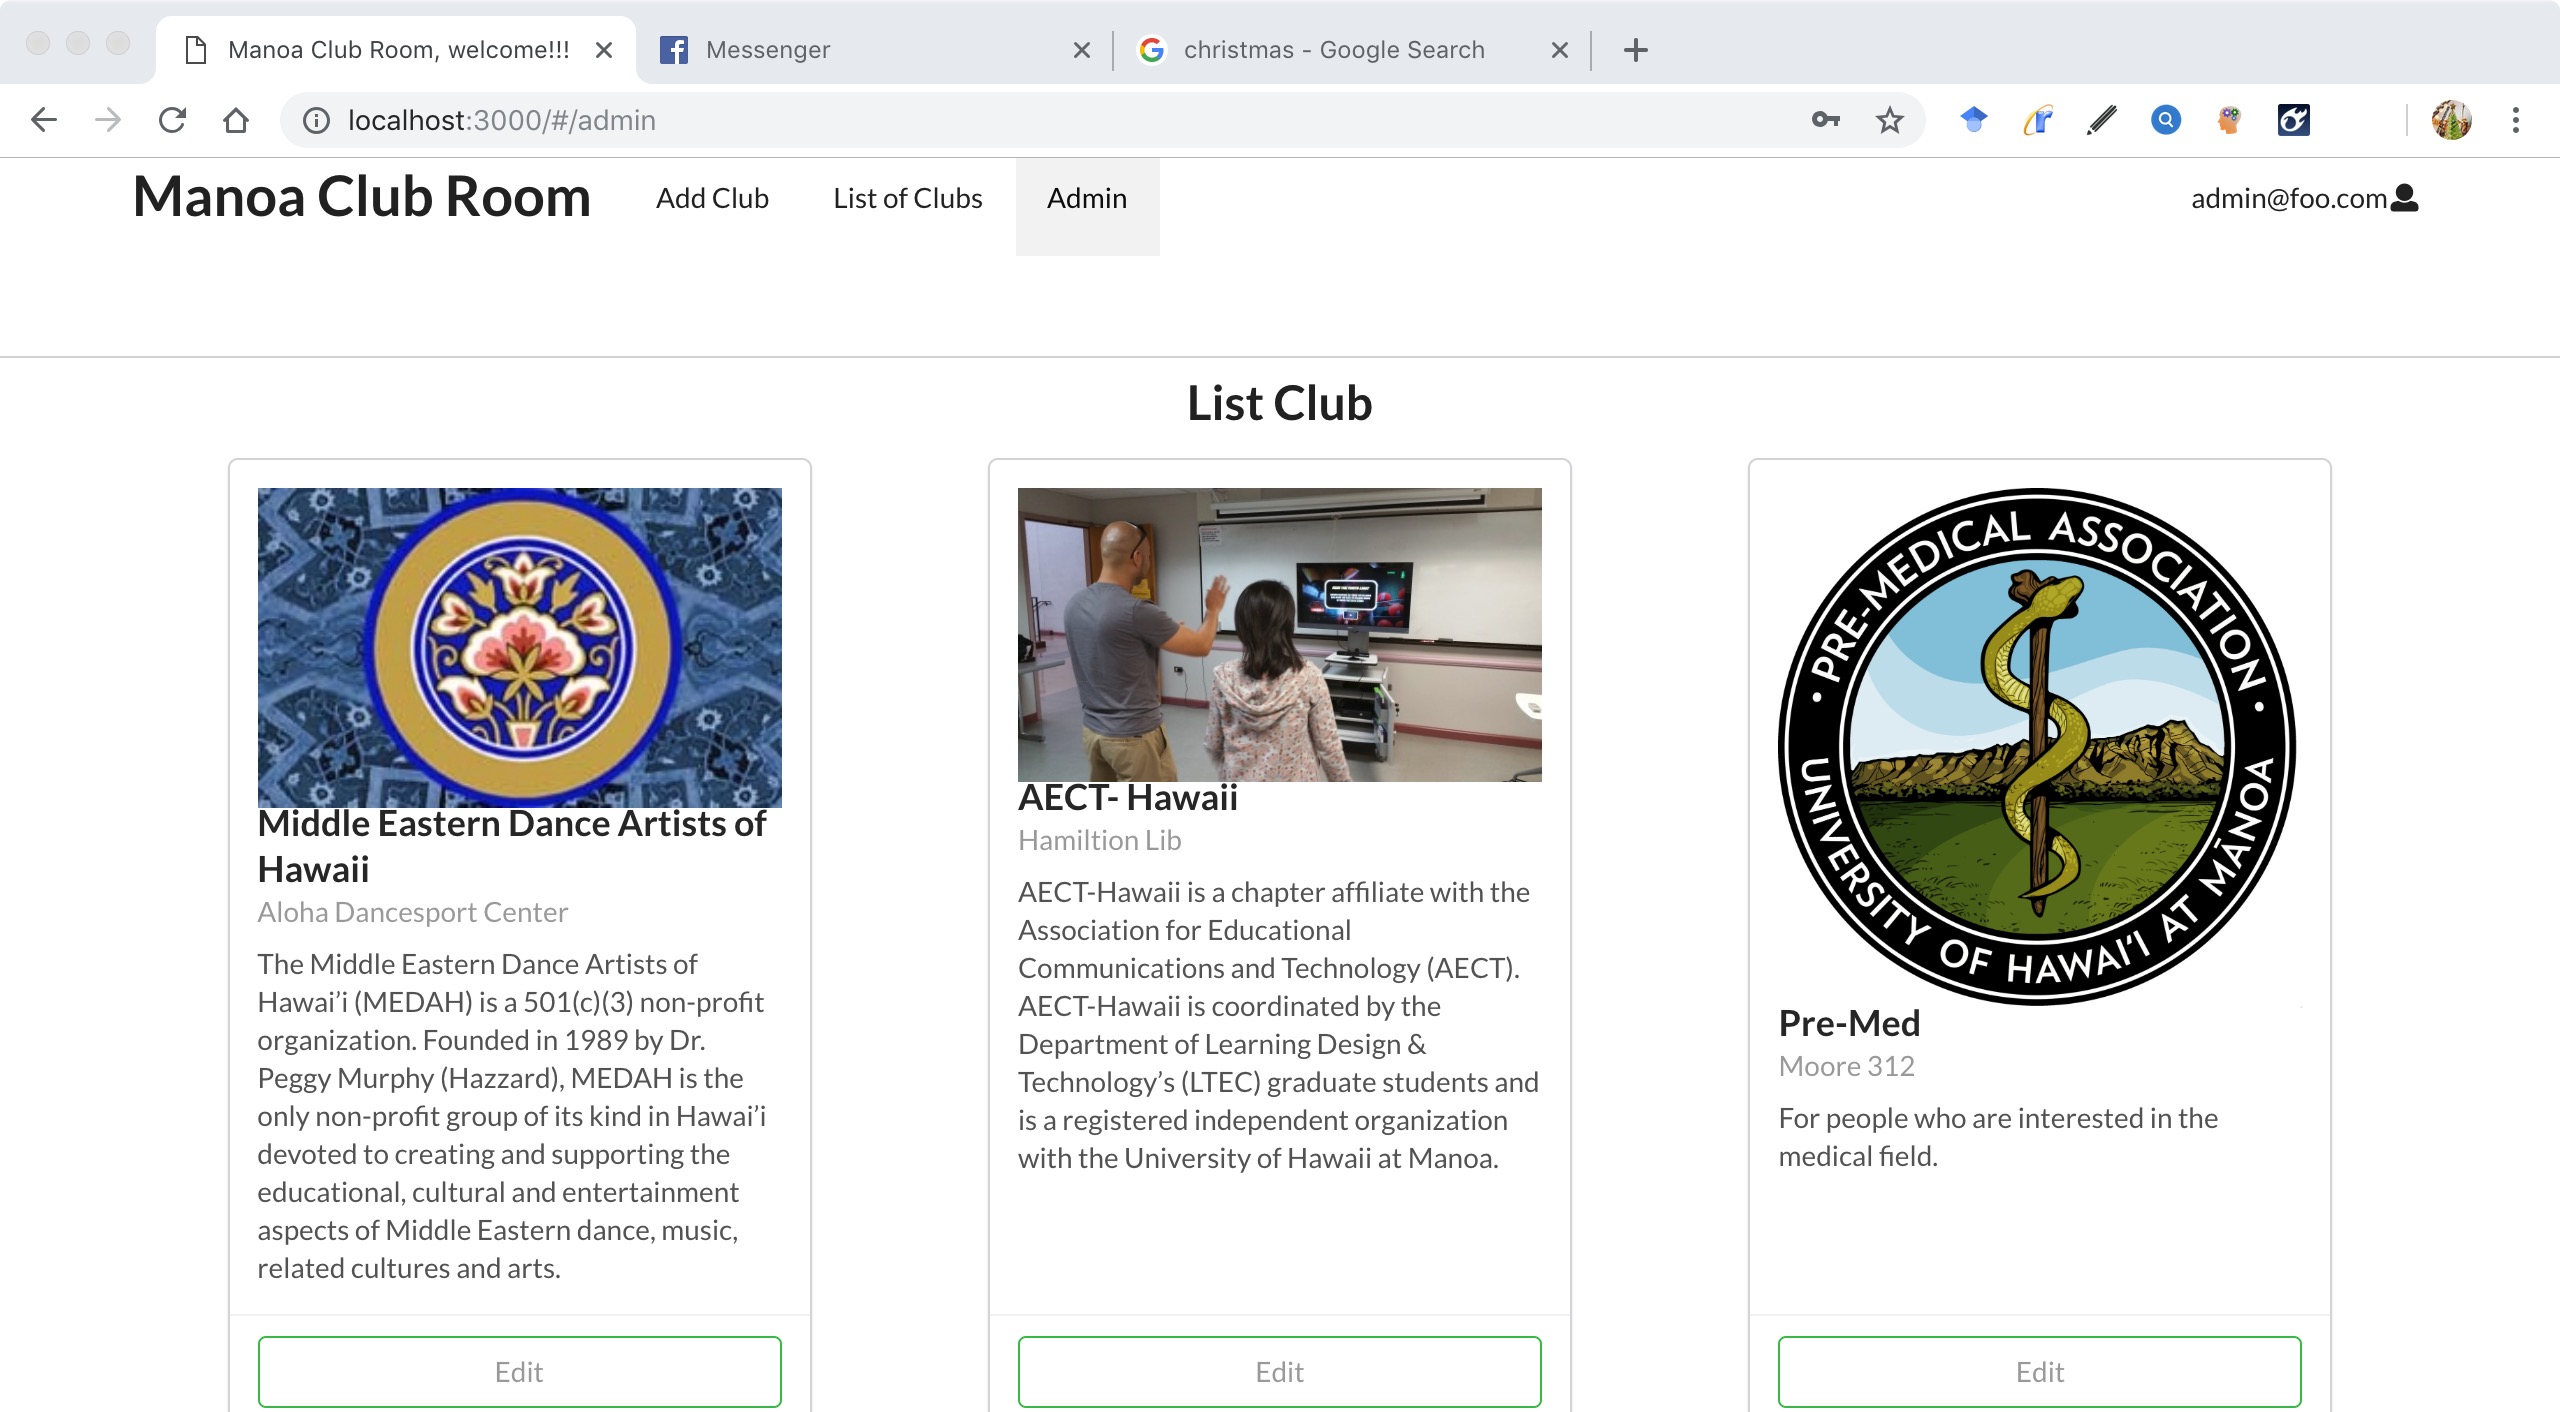 Manoa Club Room, welcome!!!
Messenger
christmas - Google Search
localhost:3000/#/admin
Manoa Club Room
Add Club
List of Clubs
Admin
admin@foo.com
List Club
Middle Eastern Dance Artists of
Hawaii
Aloha Dancesport Center
The Middle Eastern Dance Artists of
Hawai’i (MEDAH) is a 501(c)(3) non-profit
organization. Founded in 1989 by Dr.
Peggy Murphy (Hazzard), MEDAH is the
only non-profit group of its kind in Hawai’i
devoted to creating and supporting the
educational, cultural and entertainment
aspects of Middle Eastern dance, music,
related cultures and arts.
Edit
AECT- Hawaii
Hamiltion Lib
AECT-Hawaii is a chapter affiliate with the
Association for Educational
Communications and Technology (AECT).
AECT-Hawaii is coordinated by the
Department of Learning Design &
Technology’s (LTEC) graduate students and
is a registered independent organization
with the University of Hawaii at Manoa.
Edit
• PRE-MEDICAL ASSOCIATION •
UNIVERSITY OF HAWAI‘I AT MĀNOA
Pre-Med
Moore 312
For people who are interested in the
medical field.
Edit